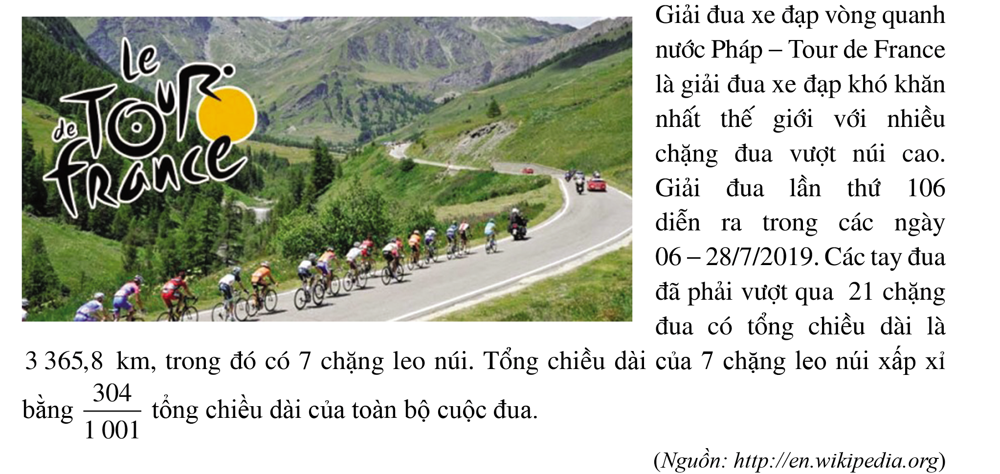 Le
de TOUR
FRANCE
Giải đua xe đạp vòng quanh
nước Pháp – Tour de France
là giải đua xe đạp khó khăn
nhất thế giới với nhiều
chặng đua vượt núi cao.
Giải đua lần thứ 106
diễn ra trong các ngày
06 – 28/7/2019. Các tay đua
đã phải vượt qua 21 chặng
đua có tổng chiều dài là
3 365,8 km, trong đó có 7 chặng leo núi. Tổng chiều dài của 7 chặng leo núi xấp xỉ
bằng 304/1 001 tổng chiều dài của toàn bộ cuộc đua.
(Nguồn: http://en.wikipedia.org)